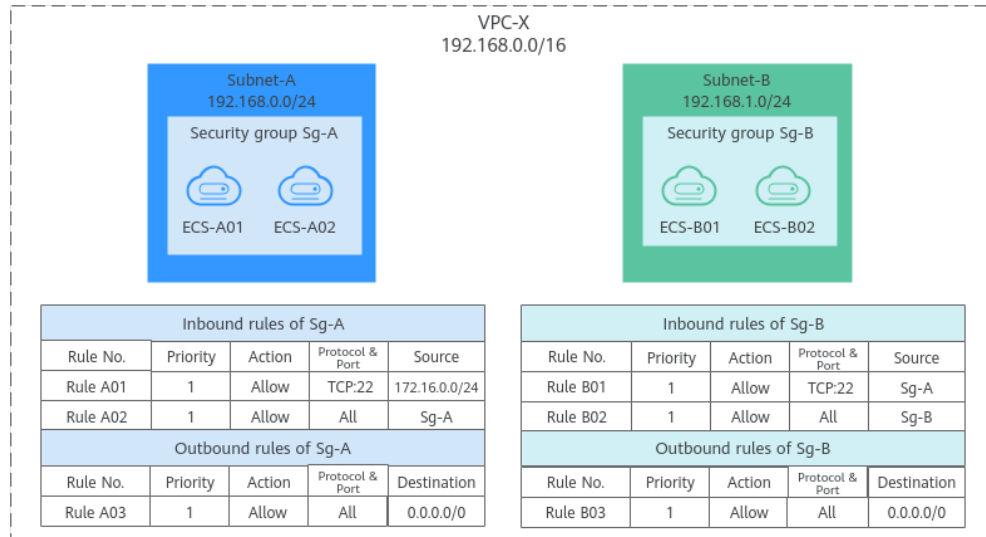 VPC-X
192.168.0.0/16
Subnet-A
192.168.0.0/24
Security group Sg-A
ECS-A01 ECS-A02
Subnet-B
192.168.1.0/24
Security group Sg-B
ECS-B01 ECS-B02
Inbound rules of Sg-A
Rule No. Priority Action Protocol & Port Source
Rule A01 1 Allow TCP:22 172.16.0.0/24
Rule A02 1 Allow All Sg-A
Outbound rules of Sg-A
Rule No. Priority Action Protocol & Port Destination
Rule A03 1 Allow All 0.0.0.0/0
Inbound rules of Sg-B
Rule No. Priority Action Protocol & Port Source
Rule B01 1 Allow TCP:22 Sg-A
Rule B02 1 Allow All Sg-B
Outbound rules of Sg-B
Rule No. Priority Action Protocol & Port Destination
Rule B03 1 Allow All 0.0.0.0/0